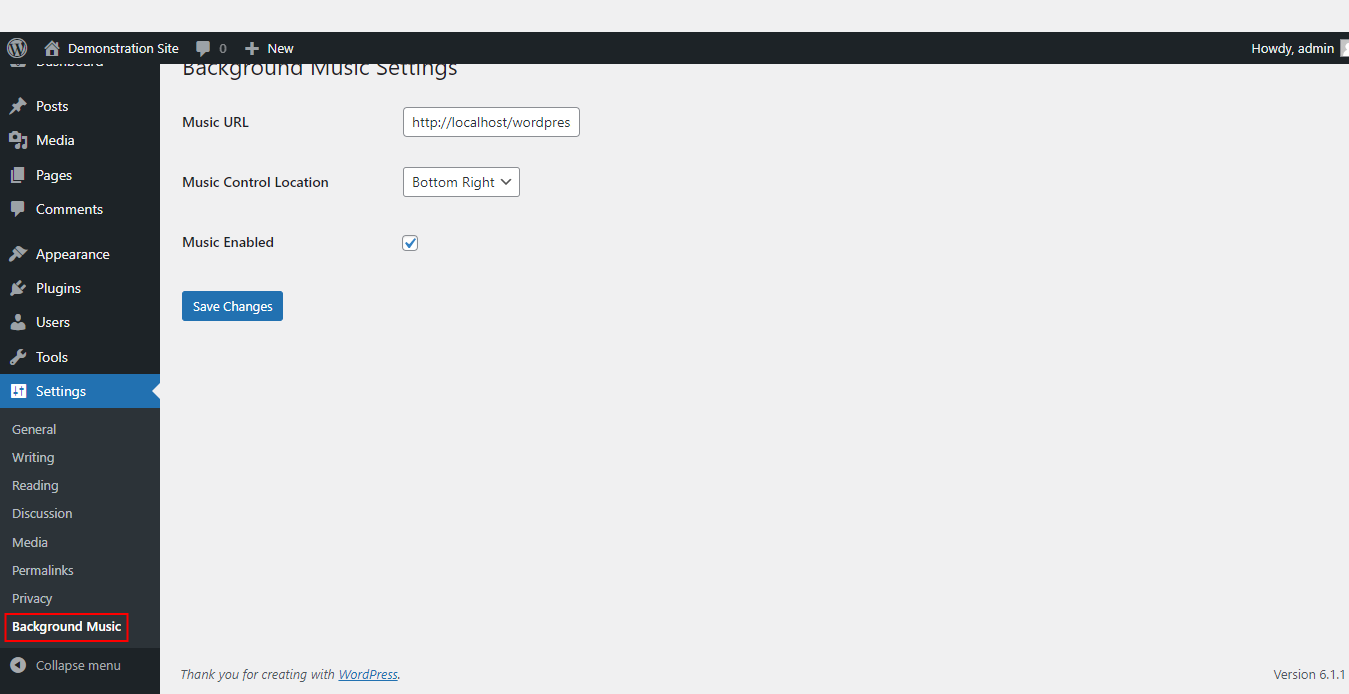 Demonstration Site 0 New Howdy, admin
Dashboard
Background Music Settings
Posts
Media
Pages
Comments
Appearance
Plugins
Users
Tools
Settings
General
Writing
Reading
Discussion
Media
Permalinks
Privacy
Background Music
Collapse menu
Music URL http://localhost/wordpres
Music Control Location Bottom Right
Music Enabled
Save Changes
Thank you for creating with WordPress. Version 6.1.1